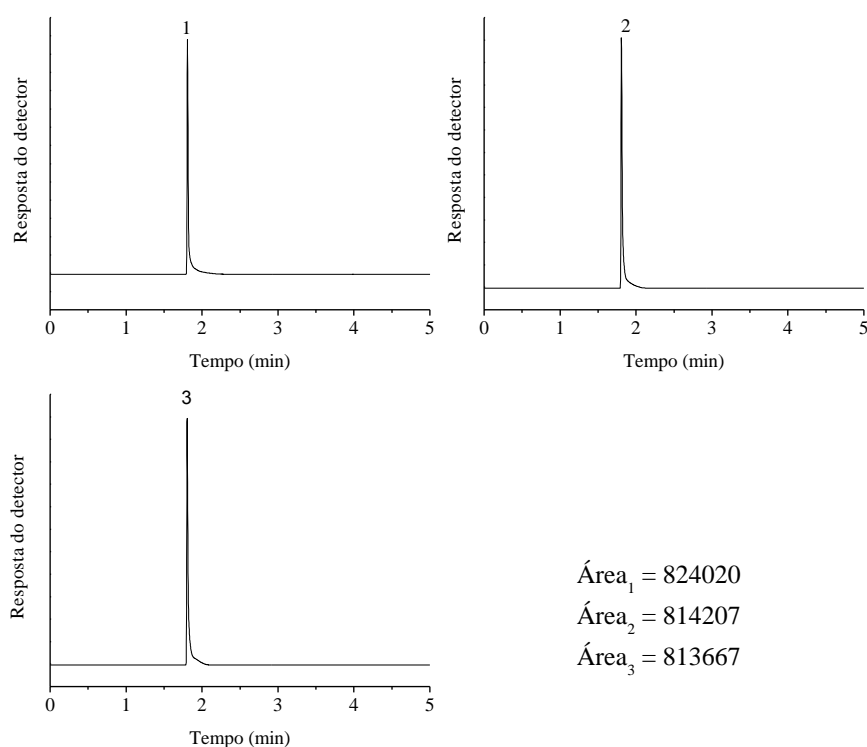 1
Resposta do detector
0 1 2 3 4 5
Tempo (min)
2
Resposta do detector
0 1 2 3 4 5
Tempo (min)
3
Resposta do detector
0 1 2 3 4 5
Tempo (min)
Área1 = 824020
Área2 = 814207
Área3 = 813667